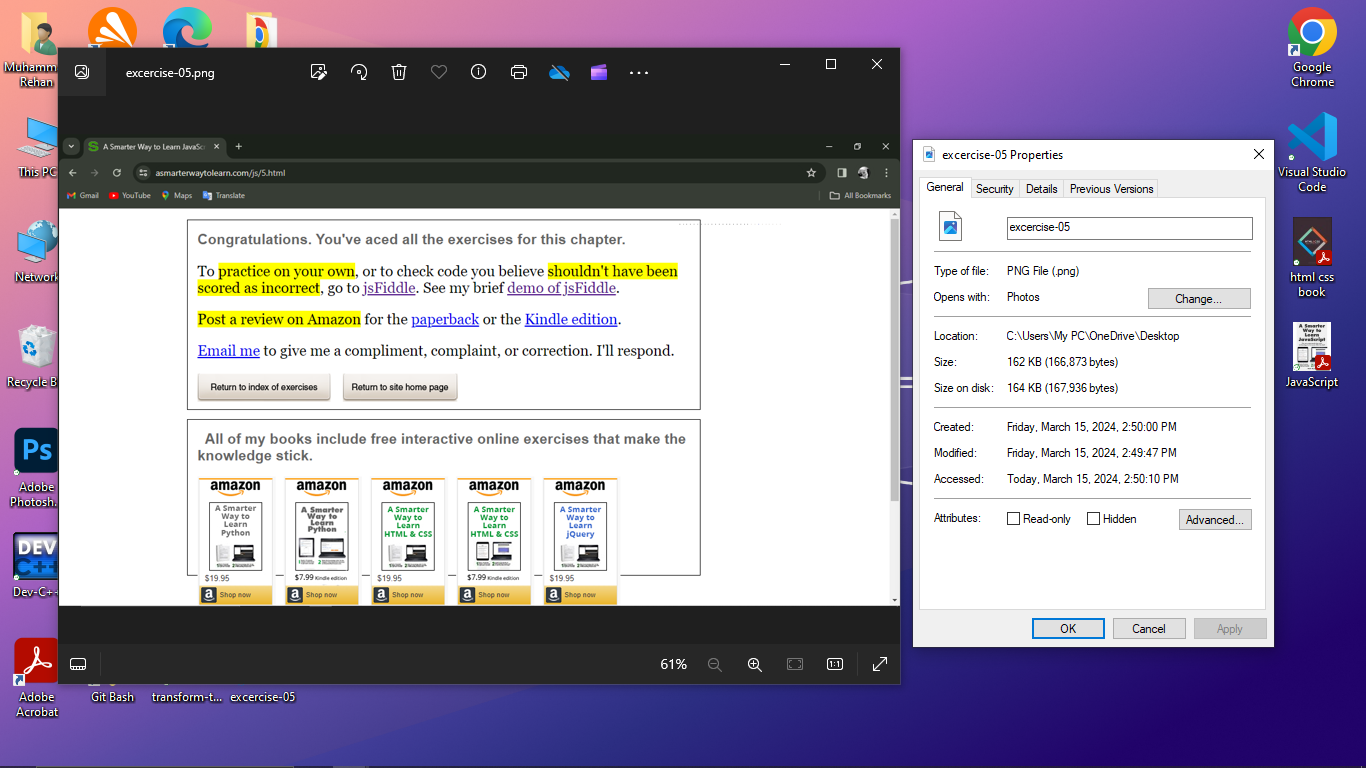 Muhamm...
Rehan
This PC
Network
Recycle B
Ps
Adobe
Photosh...
DEV
C++
Dev-C++
Adobe
Acrobat
Git Bash
transform-t...
excercise-05
excercise-05.png
A Smarter Way to Learn JavaSc
asmarterwaytolearn.com/js/5.html
Gmail YouTube Maps Translate All Bookmarks
Congratulations. You've aced all the exercises for this chapter.
To practice on your own, or to check code you believe shouldn't have been
scored as incorrect, go to jsFiddle. See my brief demo of jsFiddle.
Post a review on Amazon for the paperback or the Kindle edition.
Email me to give me a compliment, complaint, or correction. I'll respond.
Return to index of exercises Return to site home page
All of my books include free interactive online exercises that make the
knowledge stick.
amazon amazon amazon amazon amazon
A Smarter
Way to
Learn
Python
$19.95
Shop now
A Smarter
Way to
Learn
Python
$7.99 Kindle edition
Shop now
A Smarter
Way to
Learn
HTML & CSS
$19.95
Shop now
A Smarter
Way to
Learn
HTML & CSS
$7.99 Kindle edition
Shop now
A Smarter
Way to
Learn
jQuery
$19.95
Shop now
61%
1:1
excercise-05 Properties
General Security Details Previous Versions
excercise-05
Type of file: PNG File (.png)
Opens with: Photos Change...
Location: C:\Users\My PC\OneDrive\Desktop
Size: 162 KB (166,873 bytes)
Size on disk: 164 KB (167,936 bytes)
Created: Friday, March 15, 2024, 2:50:00 PM
Modified: Friday, March 15, 2024, 2:49:47 PM
Accessed: Today, March 15, 2024, 2:50:10 PM
Attributes: Read-only Hidden Advanced...
OK Cancel Apply
Google
Chrome
Visual Studio
Code
html css
book
A Smarter
Way to
Learn
JavaScript
JavaScript